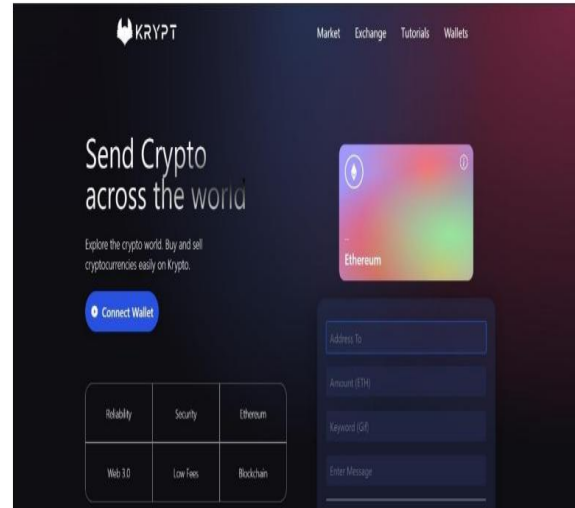 KRYPT
Market Exchange Tutorials Wallets
Send Crypto
across the world
Explore the crypto world. Buy and sell
cryptocurrencies easily on Krypto.
Connect Wallet
Ethereum
Address To
Amount (ETH)
Keyword (Gif)
Enter Message
Reliability Security Ethereum
Web 3.0 Low Fees Blockchain